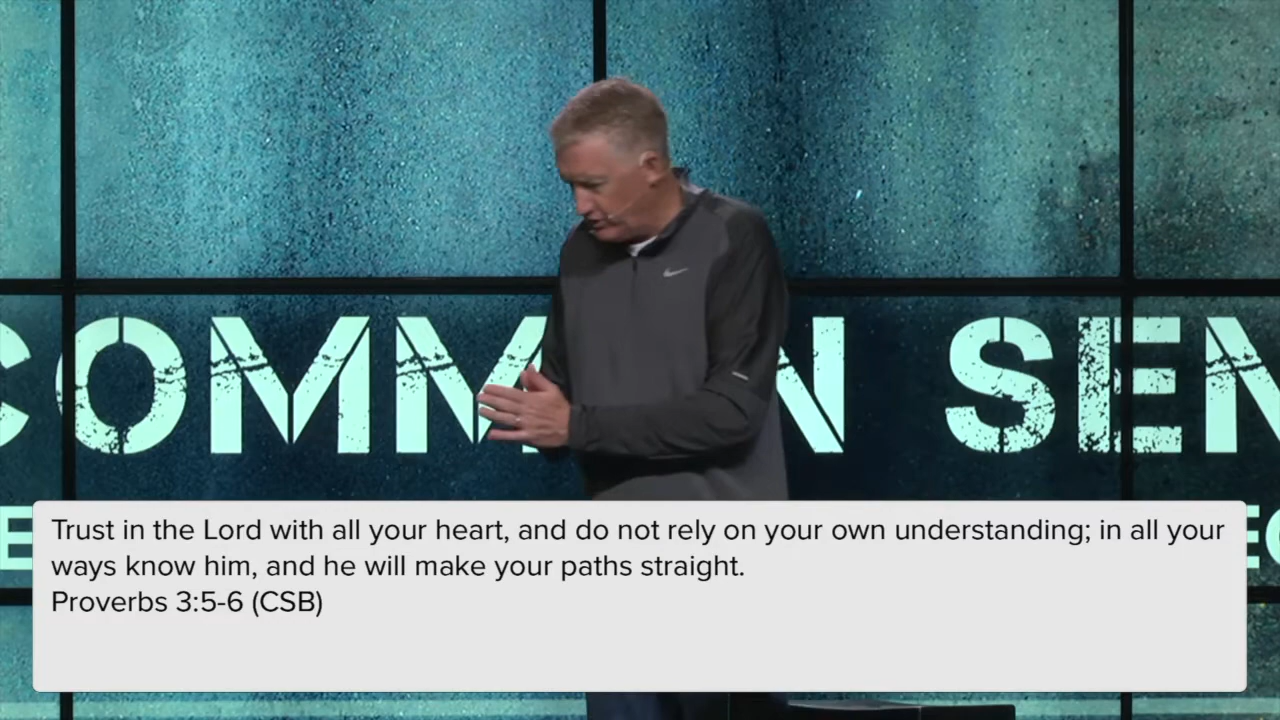 COMM N SEN
Trust in the Lord with all your heart, and do not rely on your own understanding; in all your
ways know him, and he will make your paths straight.
Proverbs 3:5-6 (CSB)